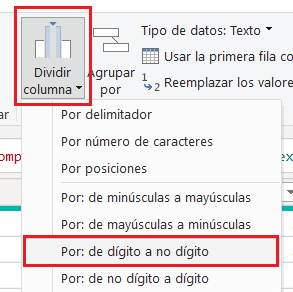 Dividir
columna
Agrupar
por
Tipo de datos: Texto
Usar la primera fila co
1
2
Reemplazar los valore
ar
omp
ex
Por delimitador
Por número de caracteres
Por posiciones
Por: de minúsculas a mayúsculas
Por: de mayúsculas a minúsculas
Por: de dígito a no dígito
Por: de no dígito a dígito